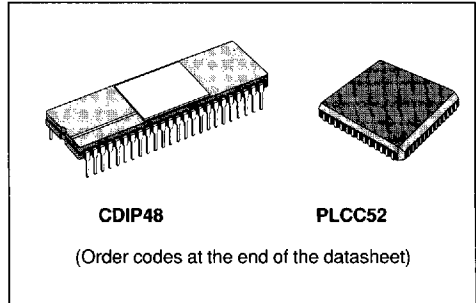 CDIP48 PLCC52
(Order codes at the end of the datasheet)